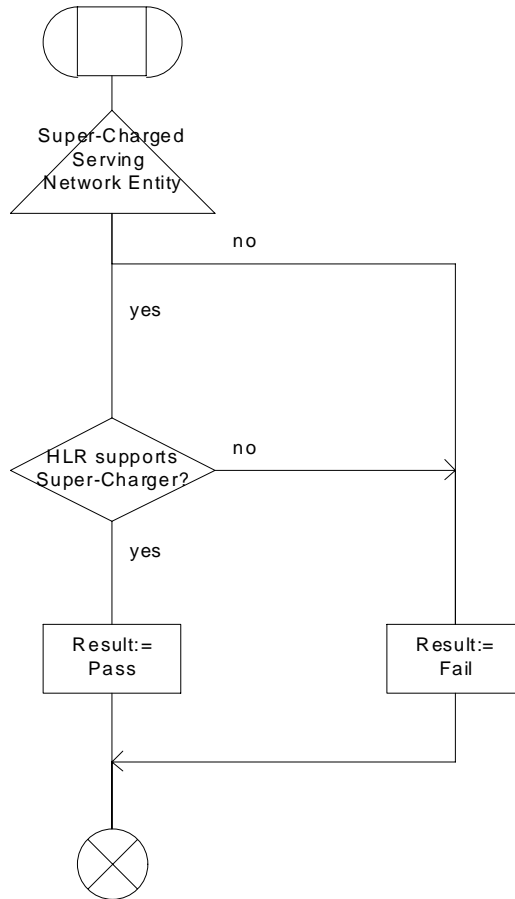 Super-Charged
Serving
Network Entity
no
yes
HLR supports
Super-Charger?
no
yes
Result:=
Pass
Result:=
Fail